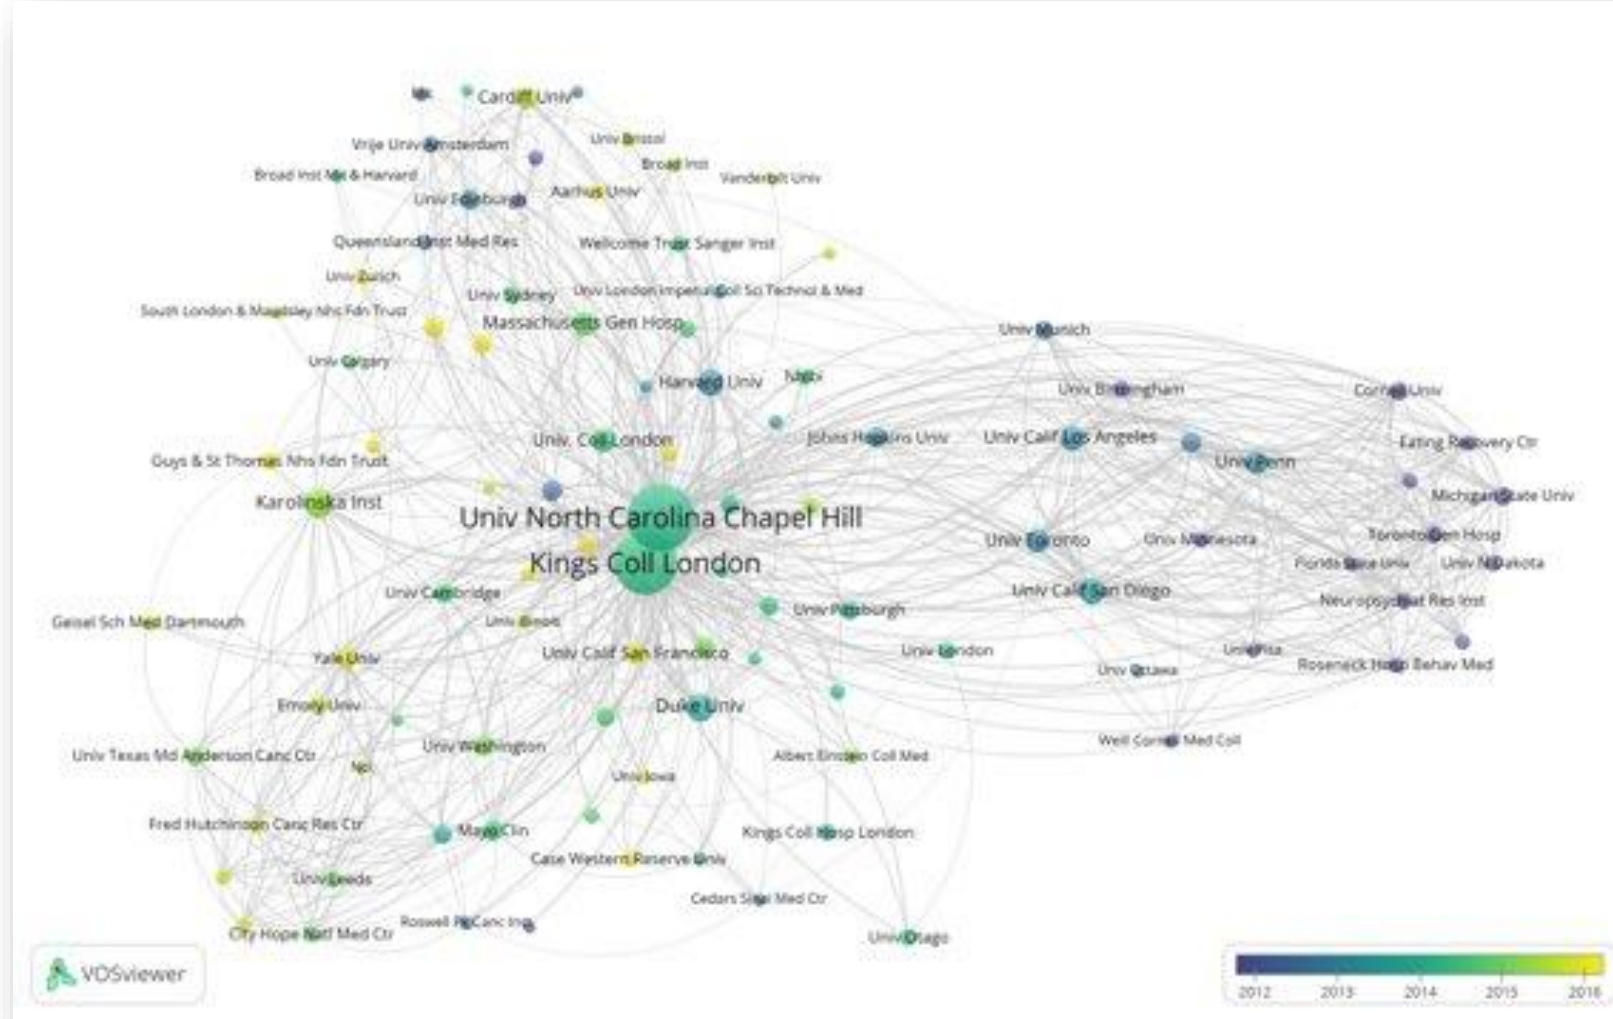 Cardiff Univ
Vrije Univ Amsterdam
Univ Bristol
Broad Inst
Broad Inst Mit & Harvard
Vanderbilt Univ
Univ Edinburgh
Aarhus Univ
Queensland Inst Med Res
Wellcome Trust Sanger Inst
Univ Zurich
Univ Sydney
Univ London Imperial Coll Sci Technol & Med
South London & Maudsley Nhs Fdn Trust
Massachusetts Gen Hosp
Univ Munich
Univ Calgary
Harvard Univ
Univ Birmingham
Cornell Univ
Univ. Coll London
Johns Hopkins Univ
Univ Calif Los Angeles
Eating Recovery Ctr
Guys & St Thomas Nhs Fdn Trust
Univ Penn
Karolinska Inst
Michigan State Univ
Univ North Carolina Chapel Hill
Univ Toronto
Univ Minnesota
Toronto Gen Hosp
Kings Coll London
Florida State Univ
Univ N Dakota
Univ Cambridge
Univ Calif San Diego
Neuropsychiat Res Inst
Geisel Sch Med Dartmouth
Univ Illinois
Univ Pittsburgh
Yale Univ
Univ Calif San Francisco
Univ London
Univ Pisa
Univ Ottawa
Roseneck Hosp Behav Med
Emory Univ
Duke Univ
Univ Texas Md Anderson Canc Ctr
Univ Washington
Albert Einstein Coll Med
Weill Cornell Med Coll
Nci
Univ Iowa
Fred Hutchinson Canc Res Ctr
Mayo Clin
Kings Coll Hosp London
Case Western Reserve Univ
Univ Leeds
Cedars Sinai Med Ctr
City Hope Natl Med Ctr
Roswell Pk Canc Inst
Univ Otago
VOSviewer
2012 2013 2014 2015 2016